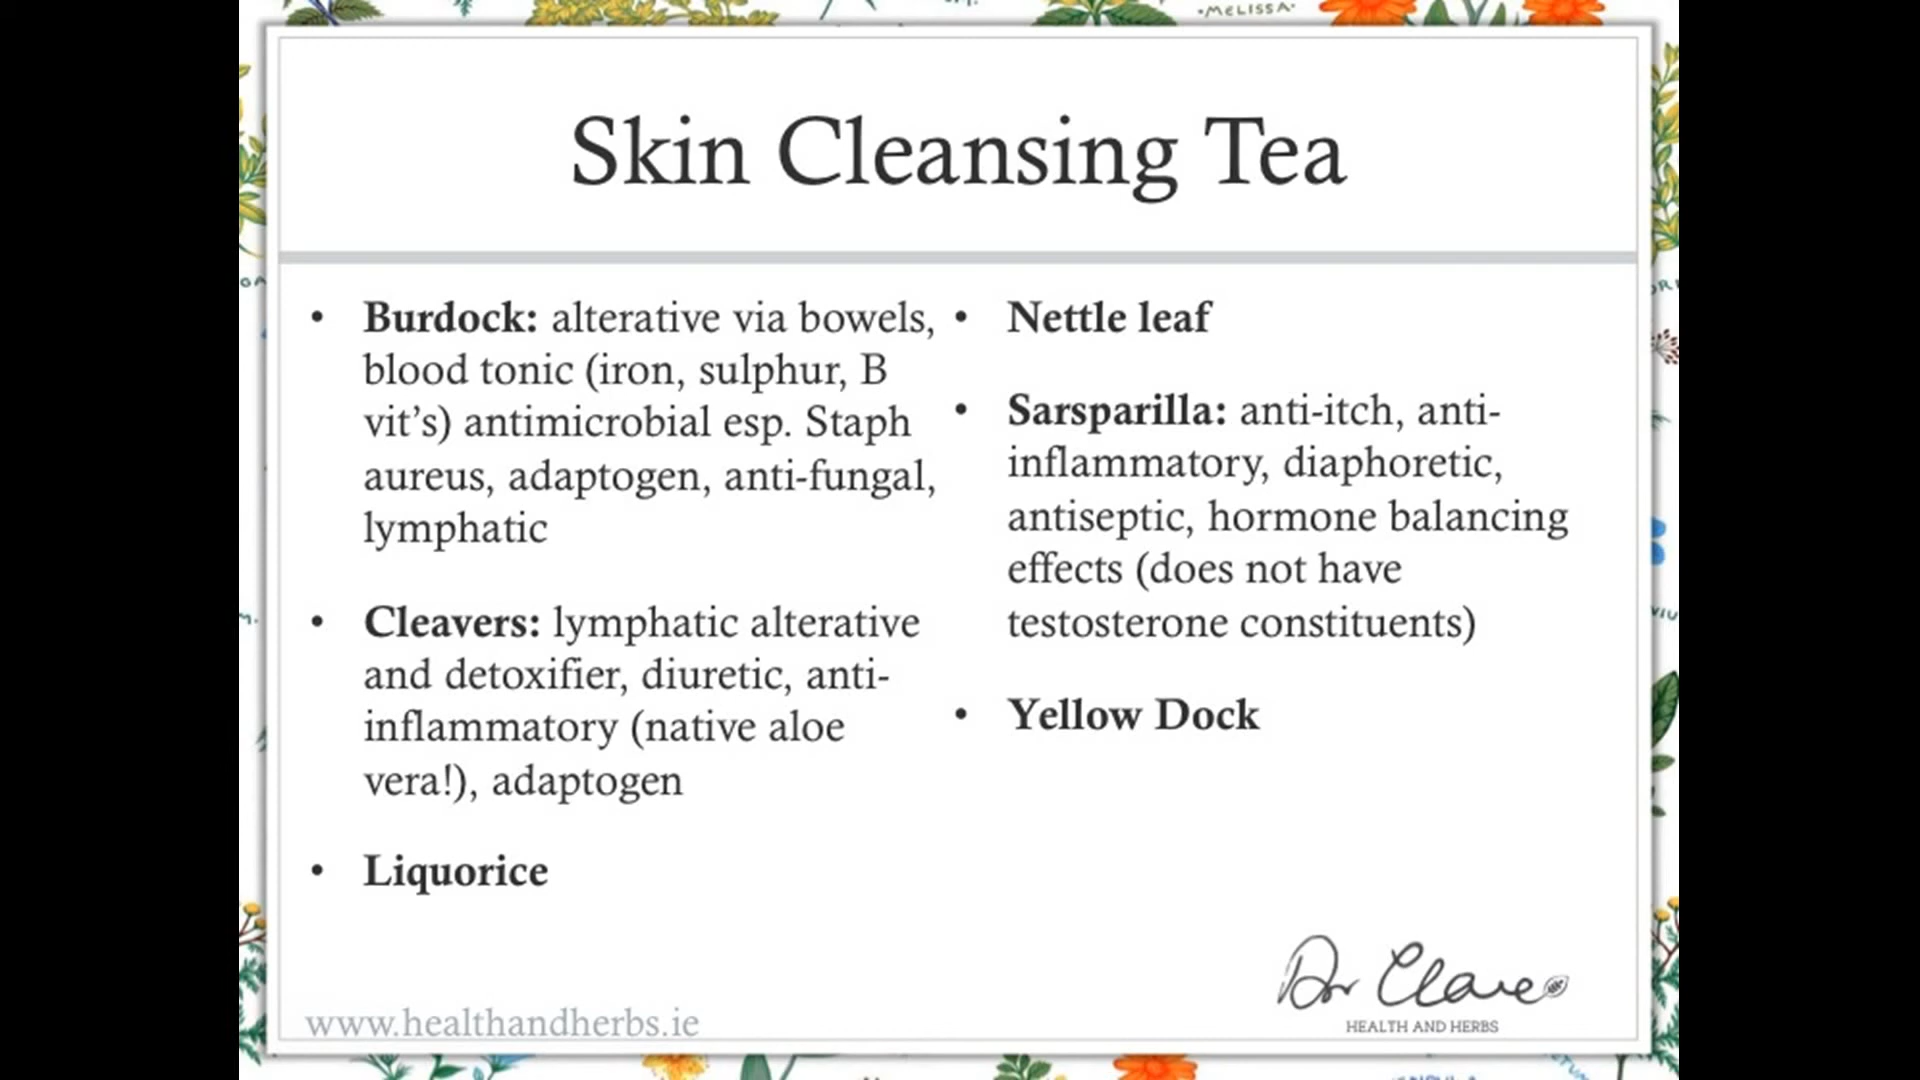 ·MELISSA·
Skin Cleansing Tea
• Burdock: alterative via bowels,
blood tonic (iron, sulphur, B
vit’s) antimicrobial esp. Staph
aureus, adaptogen, anti-fungal,
lymphatic
• Cleavers: lymphatic alterative
and detoxifier, diuretic, anti-
inflammatory (native aloe
vera!), adaptogen
• Liquorice
• Nettle leaf
• Sarsparilla: anti-itch, anti-
inflammatory, diaphoretic,
antiseptic, hormone balancing
effects (does not have
testosterone constituents)
• Yellow Dock
www.healthandherbs.ie
Dr Clare
HEALTH AND HERBS